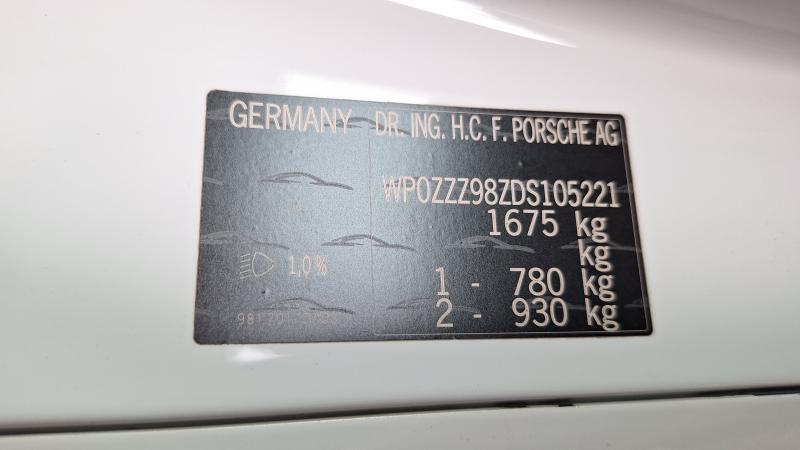 GERMANY DR. ING. H.C. F. PORSCHE AG
WP0ZZZ98ZDS105221
1675 kg
kg
1,0 %
1 - 780 kg
2 - 930 kg